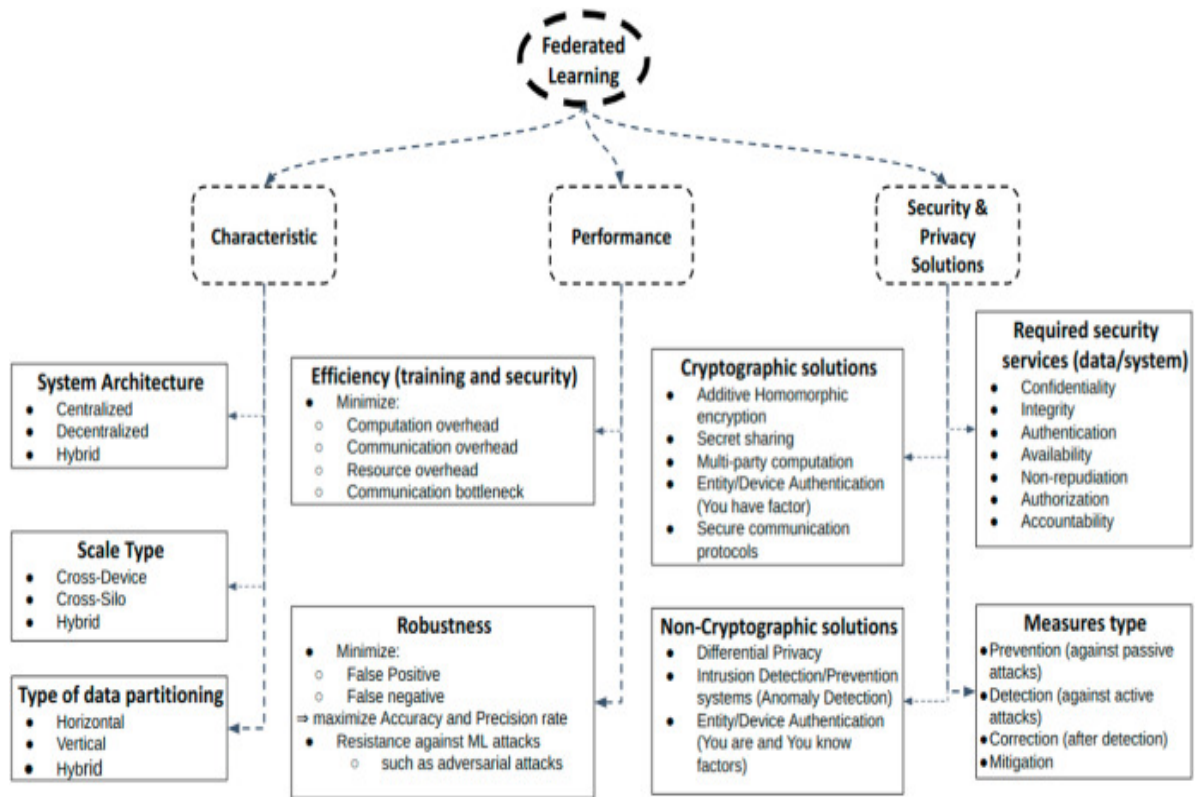 Federated
Learning
Characteristic
Performance
Security &
Privacy
Solutions
System Architecture
● Centralized
● Decentralized
● Hybrid
Scale Type
● Cross-Device
● Cross-Silo
● Hybrid
Type of data partitioning
● Horizontal
● Vertical
● Hybrid
Efficiency (training and security)
● Minimize:
○ Computation overhead
○ Communication overhead
○ Resource overhead
○ Communication bottleneck
Robustness
● Minimize:
○ False Positive
○ False negative
⇒ maximize Accuracy and Precision rate
● Resistance against ML attacks
○ such as adversarial attacks
Cryptographic solutions
● Additive Homomorphic
encryption
● Secret sharing
● Multi-party computation
● Entity/Device Authentication
(You have factor)
● Secure communication
protocols
Non-Cryptographic solutions
● Differential Privacy
● Intrusion Detection/Prevention
systems (Anomaly Detection)
● Entity/Device Authentication
(You are and You know
factors)
Required security
services (data/system)
● Confidentiality
● Integrity
● Authentication
● Availability
● Non-repudiation
● Authorization
● Accountability
Measures type
● Prevention (against passive
attacks)
● Detection (against active
attacks)
● Correction (after detection)
● Mitigation